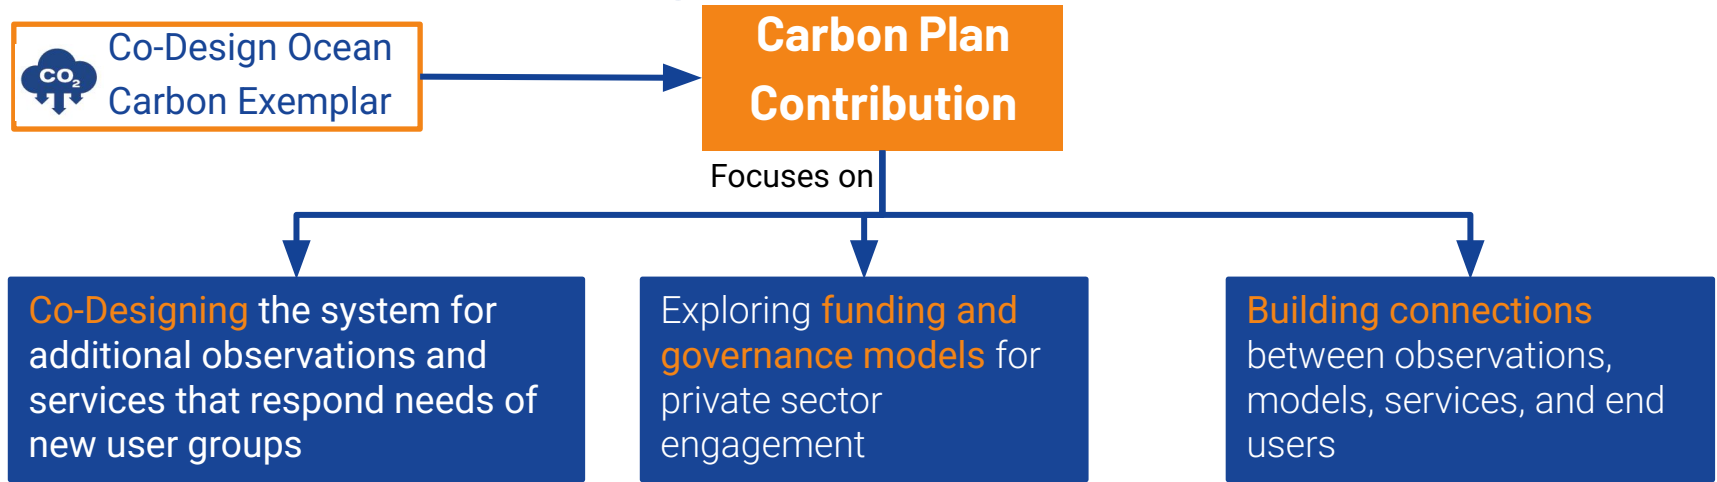 CO₂
Co-Design Ocean
Carbon Exemplar
Carbon Plan
Contribution
Focuses on
Co-Designing the system for
additional observations and
services that respond needs of
new user groups
Exploring funding and
governance models for
private sector
engagement
Building connections
between observations,
models, services, and end
users